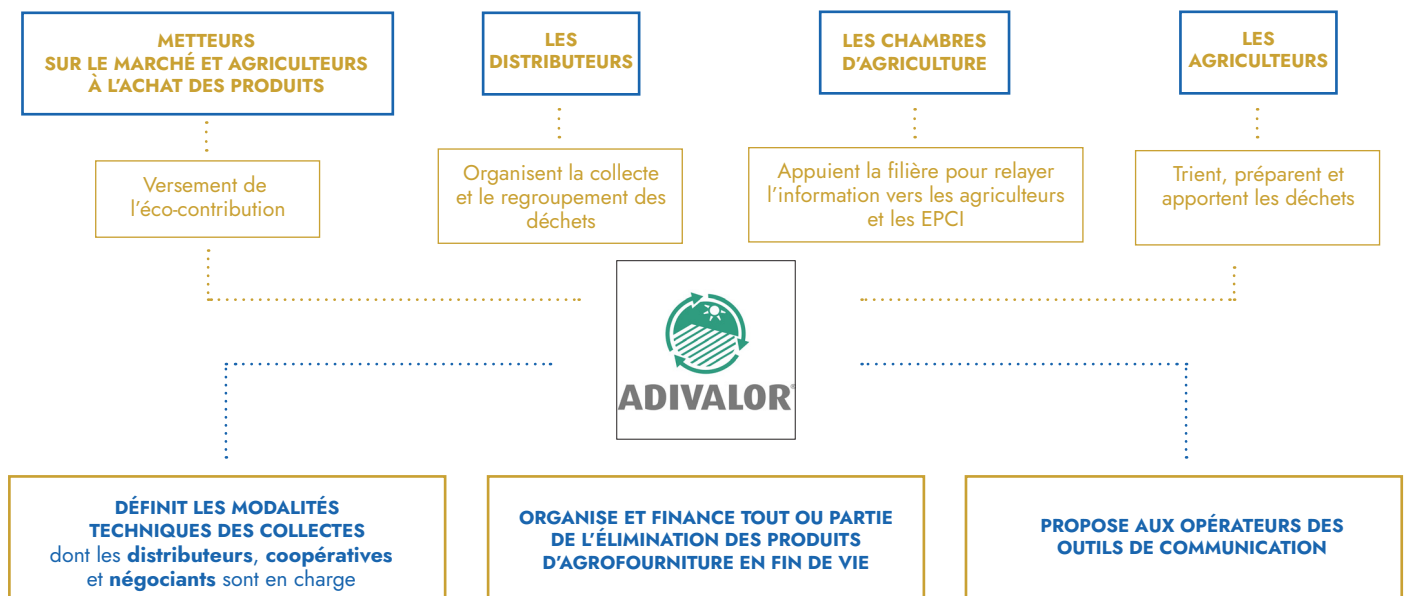 METTEURS
SUR LE MARCHÉ ET AGRICULTEURS
À L'ACHAT DES PRODUITS
LES
DISTRIBUTEURS
LES CHAMBRES
D'AGRICULTURE
LES
AGRICULTEURS
Versement de
l'éco-contribution
Organisent la collecte
et le regroupement des
déchets
Appuient la filière pour relayer
l'information vers les agriculteurs
et les EPCI
Trient, préparent et
apportent les déchets
ADIVALOR®
DÉFINIT LES MODALITÉS
TECHNIQUES DES COLLECTES
dont les distributeurs, coopératives
et négociants sont en charge
ORGANISE ET FINANCE TOUT OU PARTIE
DE L'ÉLIMINATION DES PRODUITS
D'AGROFOURNITURE EN FIN DE VIE
PROPOSE AUX OPÉRATEURS DES
OUTILS DE COMMUNICATION